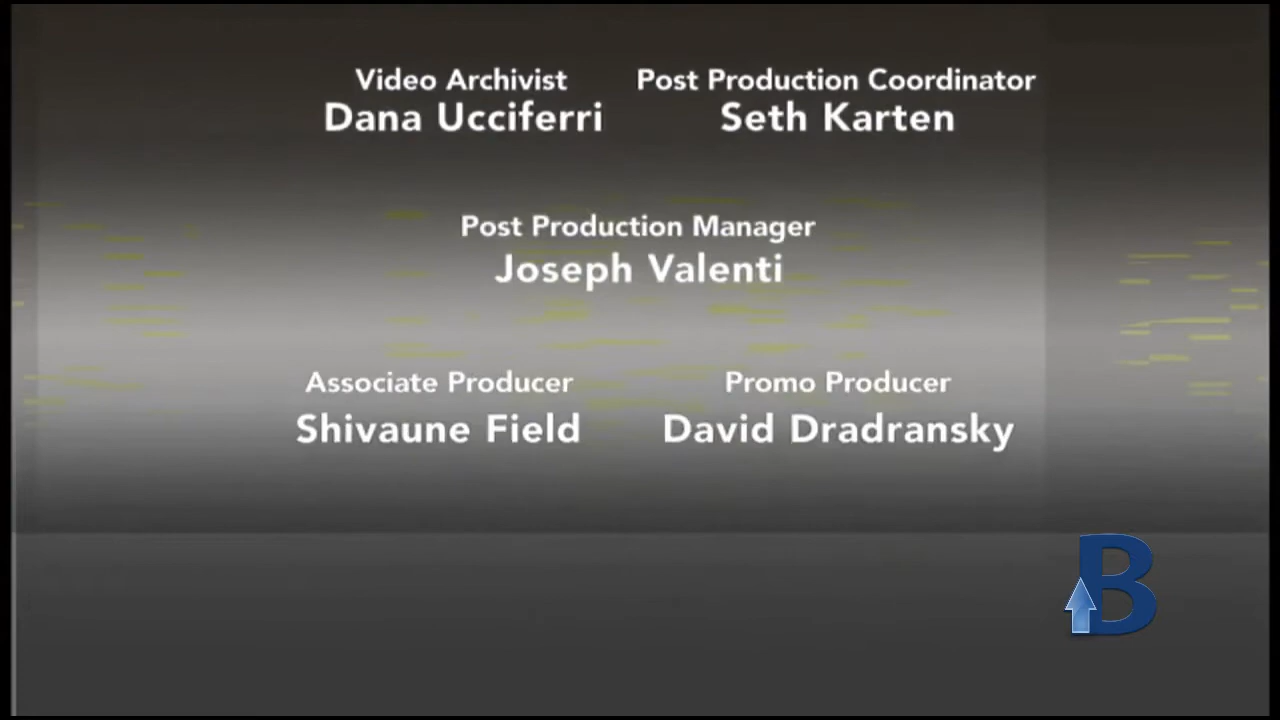 Video Archivist
Dana Ucciferri
Post Production Coordinator
Seth Karten
Post Production Manager
Joseph Valenti
Associate Producer
Shivaune Field
Promo Producer
David Dradransky
B